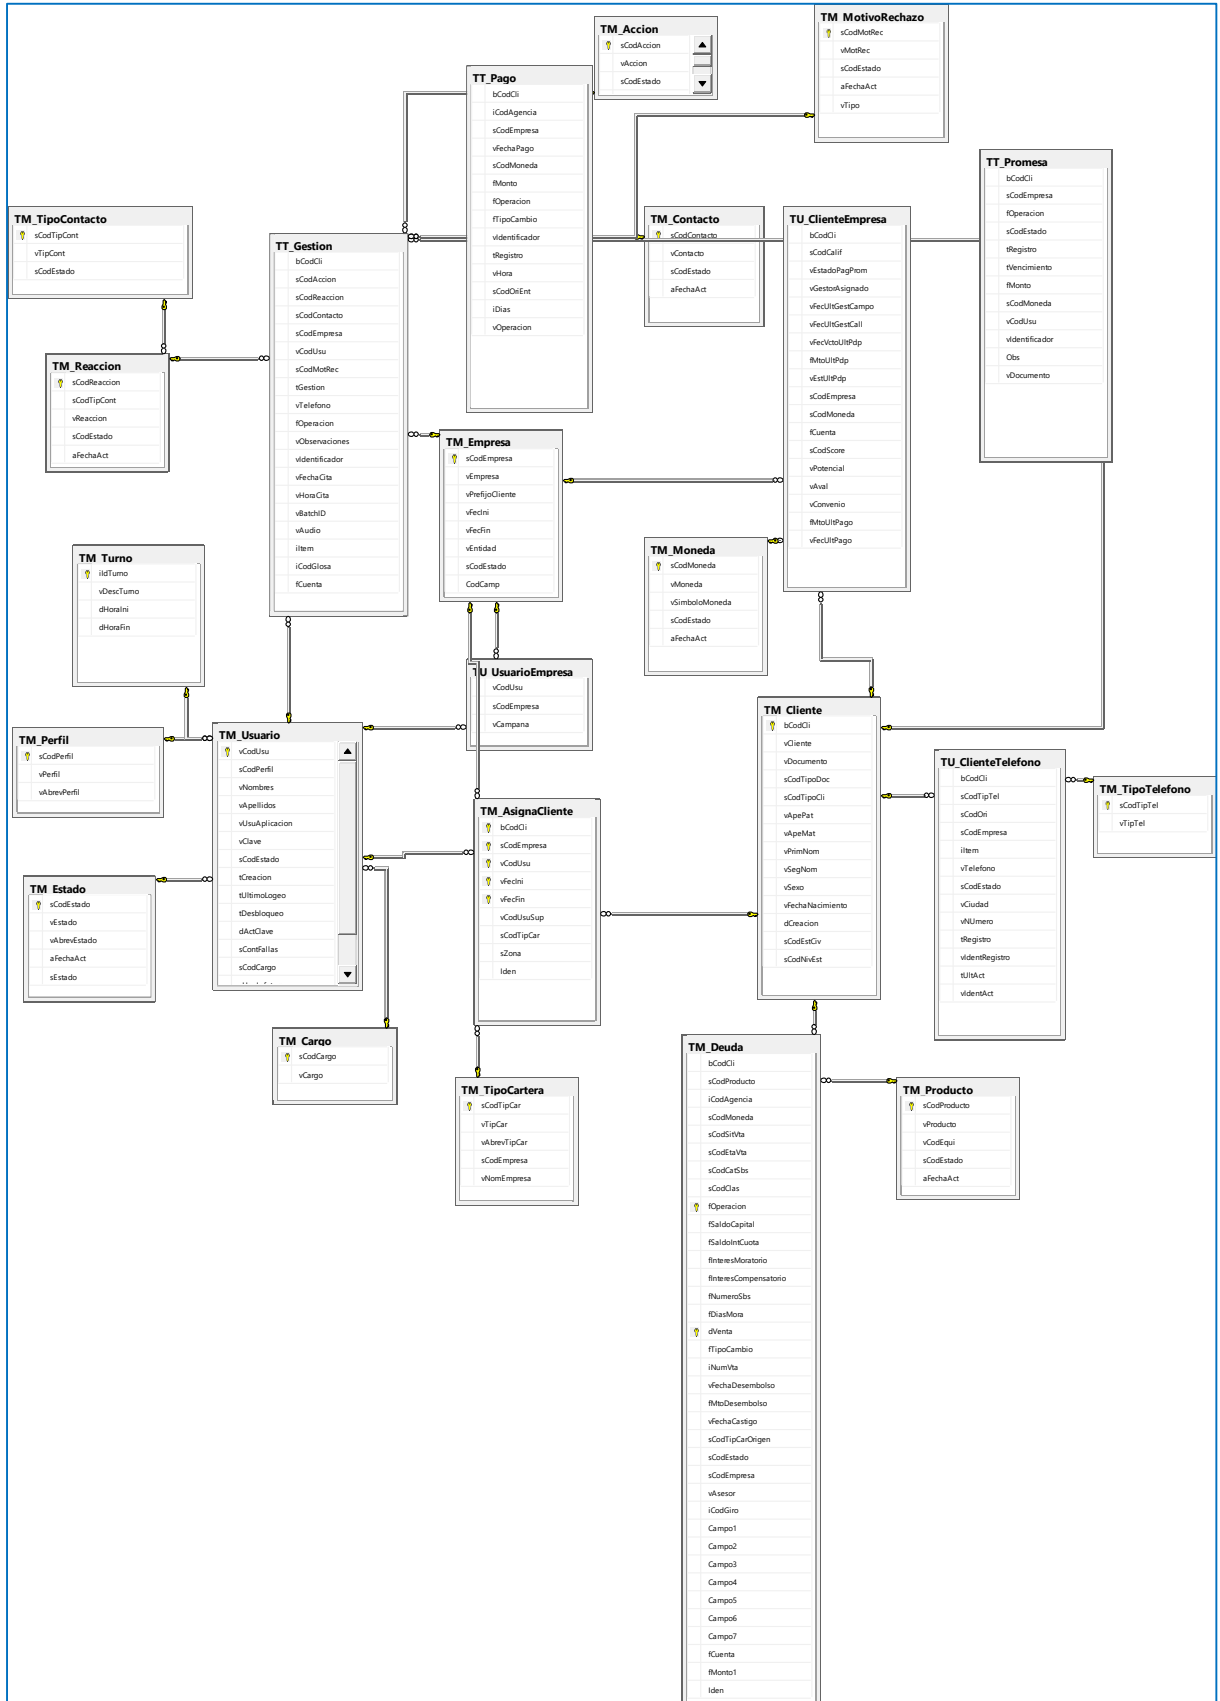 TM_Accion
sCodAccion
vAccion
sCodEstado
TM_MotivoRechazo
sCodMotRec
vMotRec
sCodEstado
aFechaAct
vTipo
TT_Pago
bCodCli
iCodAgencia
sCodEmpresa
vFechaPago
sCodMoneda
fMonto
fOperacion
fTipoCambio
vIdentificador
tRegistro
vHora
sCodOriEnt
iDias
vOperacion
TT_Promesa
bCodCli
sCodEmpresa
fOperacion
sCodEstado
tRegistro
tVencimiento
fMonto
sCodMoneda
vCodUsu
vIdentificador
Obs
vDocumento
TM_TipoContacto
sCodTipCont
vTipCont
sCodEstado
TM_Contacto
sCodContacto
vContacto
sCodEstado
aFechaAct
TU_ClienteEmpresa
bCodCli
sCodCalif
vEstadoPagProm
vGestorAsignado
vFecUltGestCampo
vFecUltGestCall
vFecVctoUltPdp
fMtoUltPdp
vEstUltPdp
sCodEmpresa
sCodMoneda
fCuenta
sCodScore
vPotencial
vAval
vConvenio
fMtoUltPago
vFecUltPago
TT_Gestion
bCodCli
sCodAccion
sCodReaccion
sCodContacto
sCodEmpresa
vCodUsu
sCodMotRec
tGestion
vTelefono
fOperacion
vObservaciones
vIdentificador
vFechaCita
vHoraCita
vBatchID
vAudio
iItem
iCodGlosa
fCuenta
TM_Reaccion
sCodReaccion
sCodTipCont
vReaccion
sCodEstado
aFechaAct
TM_Empresa
sCodEmpresa
vEmpresa
vPrefijoCliente
vFecIni
vFecFin
vEntidad
sCodEstado
CodCamp
TM_Moneda
sCodMoneda
vMoneda
vSimboloMoneda
sCodEstado
aFechaAct
TM_Turno
iIdTurno
vDescTurno
dHoraIni
dHoraFin
TU_UsuarioEmpresa
vCodUsu
sCodEmpresa
vCampana
TM_Cliente
bCodCli
vCliente
vDocumento
sCodTipoDoc
sCodTipoCli
vApePat
vApeMat
vPrimNom
vSegNom
vSexo
vFechaNacimiento
dCreacion
sCodEstCiv
sCodNivEst
TM_Perfil
sCodPerfil
vPerfil
vAbrevPerfil
TM_Usuario
vCodUsu
sCodPerfil
vNombres
vApellidos
vUsuAplicacion
vClave
sCodEstado
tCreacion
tUltimoLogeo
tDesbloqueo
dActClave
sContFallas
sCodCargo
TU_ClienteTelefono
bCodCli
sCodTipTel
sCodOri
sCodEmpresa
iItem
vTelefono
sCodEstado
vCiudad
vNUmero
tRegistro
vIdentRegistro
tUltAct
vIdentAct
TM_TipoTelefono
sCodTipTel
vTipTel
TM_AsignaCliente
bCodCli
sCodEmpresa
vCodUsu
vFecIni
vFecFin
vCodUsuSup
sCodTipCar
sZona
Iden
TM_Estado
sCodEstado
vEstado
vAbrevEstado
aFechaAct
sEstado
TM_Cargo
sCodCargo
vCargo
TM_TipoCartera
sCodTipCar
vTipCar
vAbrevTipCar
sCodEmpresa
vNomEmpresa
TM_Deuda
bCodCli
sCodProducto
iCodAgencia
sCodMoneda
sCodSitVta
sCodEtaVta
sCodCatSbs
sCodClas
fOperacion
fSaldoCapital
fSaldoIntCuota
fInteresMoratorio
fInteresCompensatorio
fNumeroSbs
fDiasMora
dVenta
fTipoCambio
iNumVta
vFechaDesembolso
fMtoDesembolso
vFechaCastigo
sCodTipCarOrigen
sCodEstado
sCodEmpresa
vAsesor
iCodGiro
Campo1
Campo2
Campo3
Campo4
Campo5
Campo6
Campo7
fCuenta
fMonto1
Iden
TM_Producto
sCodProducto
vProducto
vCodEqui
sCodEstado
aFechaAct